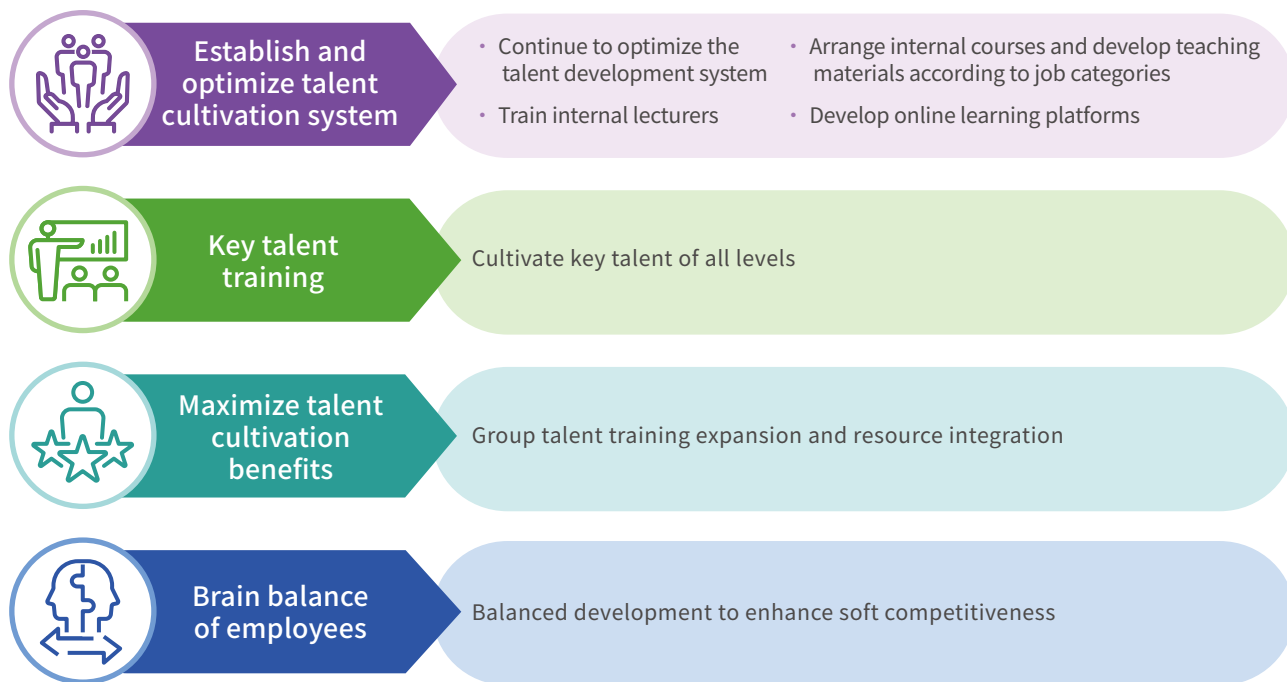 Establish and
optimize talent
cultivation system
· Continue to optimize the
talent development system
· Train internal lecturers
· Arrange internal courses and develop teaching
materials according to job categories
· Develop online learning platforms
Key talent
training
Cultivate key talent of all levels
Maximize talent
cultivation
benefits
Group talent training expansion and resource integration
Brain balance
of employees
Balanced development to enhance soft competitiveness